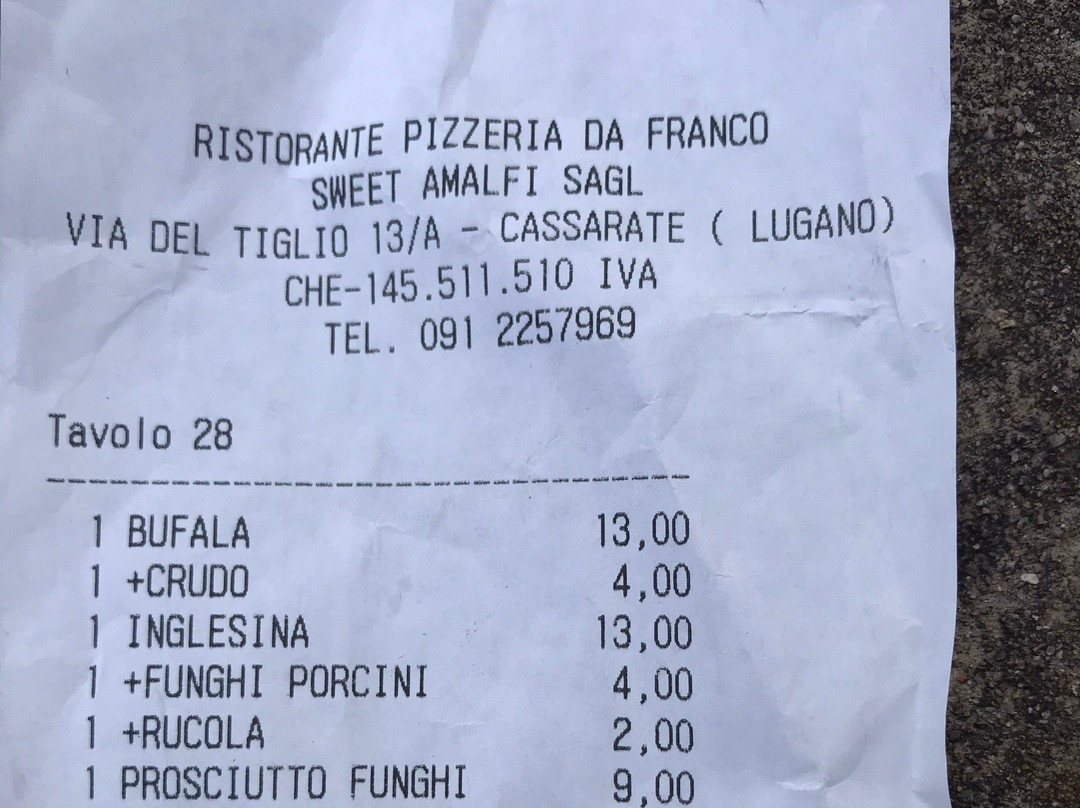 RISTORANTE PIZZERIA DA FRANCO
SWEET AMALFI SAGL
VIA DEL TIGLIO 13/A - CASSARATE ( LUGANO)
CHE-145.511.510 IVA
TEL. 091 2257969
Tavolo 28
------------------------------------------
1 BUFALA 13,00
1 +CRUDO 4,00
1 INGLESINA 13,00
1 +FUNGHI PORCINI 4,00
1 +RUCOLA 2,00
1 PROSCIUTTO FUNGHI 9,00